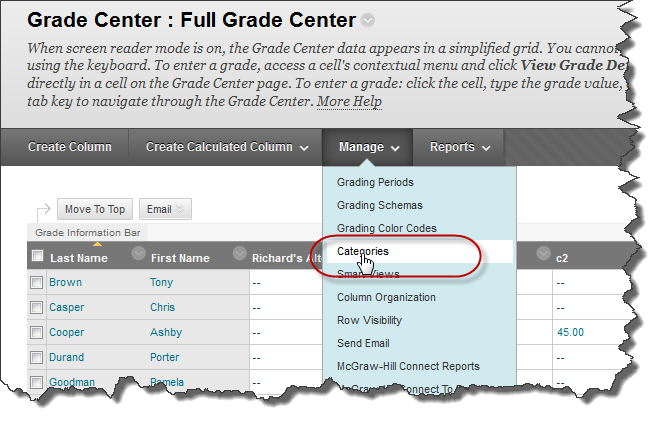 Grade Center : Full Grade Center
When screen reader mode is on, the Grade Center data appears in a simplified grid. You cannot
using the keyboard. To enter a grade, access a cell's contextual menu and click View Grade De
directly in a cell on the Grade Center page. To enter a grade: click the cell, type the grade value,
tab key to navigate through the Grade Center. More Help
Create Column Create Calculated Column Manage Reports
Grading Periods
Grading Schemas
Grading Color Codes
Categories
Smart Views
Column Organization
Row Visibility
Send Email
McGraw-Hill Connect Reports
McGraw-Hill Connect To
Move To Top Email
Grade Information Bar
Last Name First Name Richard's Alt c2
Brown Tony -- --
Casper Chris -- --
Cooper Ashby -- 45.00
Durand Porter -- --
Goodman Pamela -- --